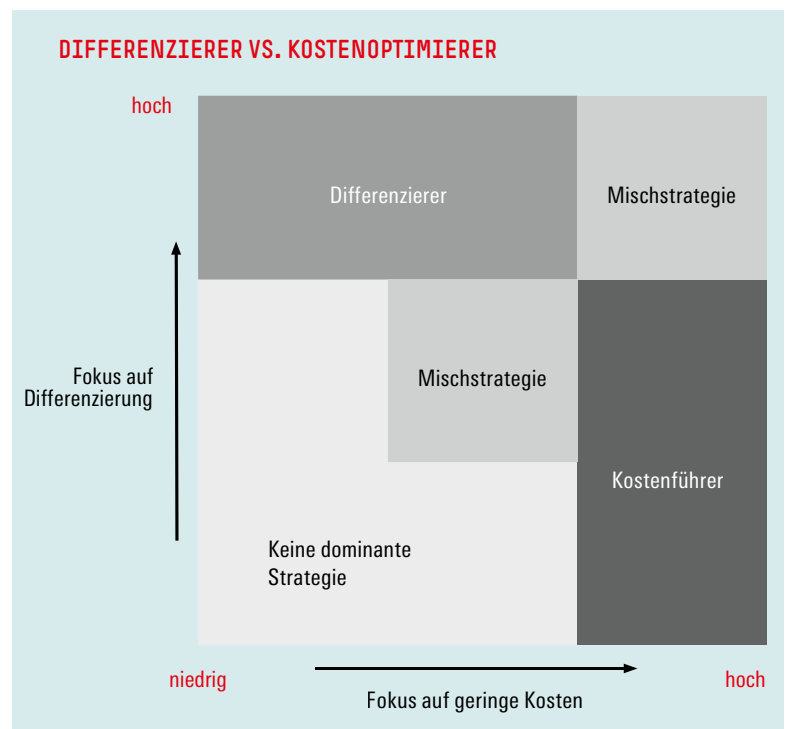 DIFFERENZIERER VS. KOSTENOPTIMIERER
hoch
Differenzierer
Mischstrategie
Fokus auf
Differenzierung
Mischstrategie
Kostenführer
Keine dominante
Strategie
niedrig
hoch
Fokus auf geringe Kosten